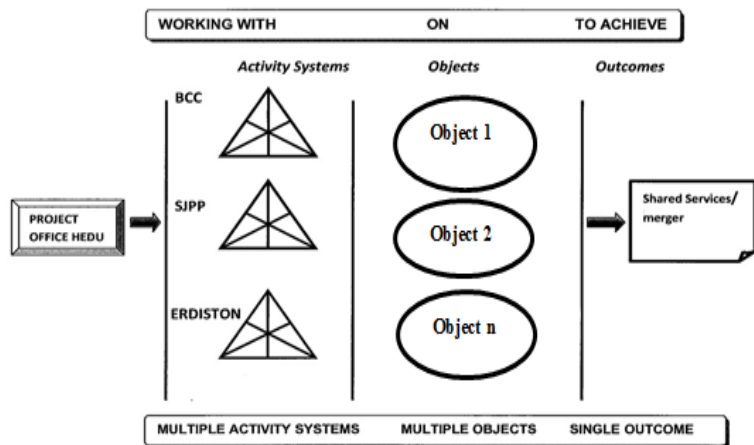 WORKING WITH ON TO ACHIEVE
Activity Systems Objects Outcomes
BCC
Object 1
SJPP
PROJECT
OFFICE HEDU
Object 2
Shared Services/
merger
ERDISTON
Object n
MULTIPLE ACTIVITY SYSTEMS MULTIPLE OBJECTS SINGLE OUTCOME